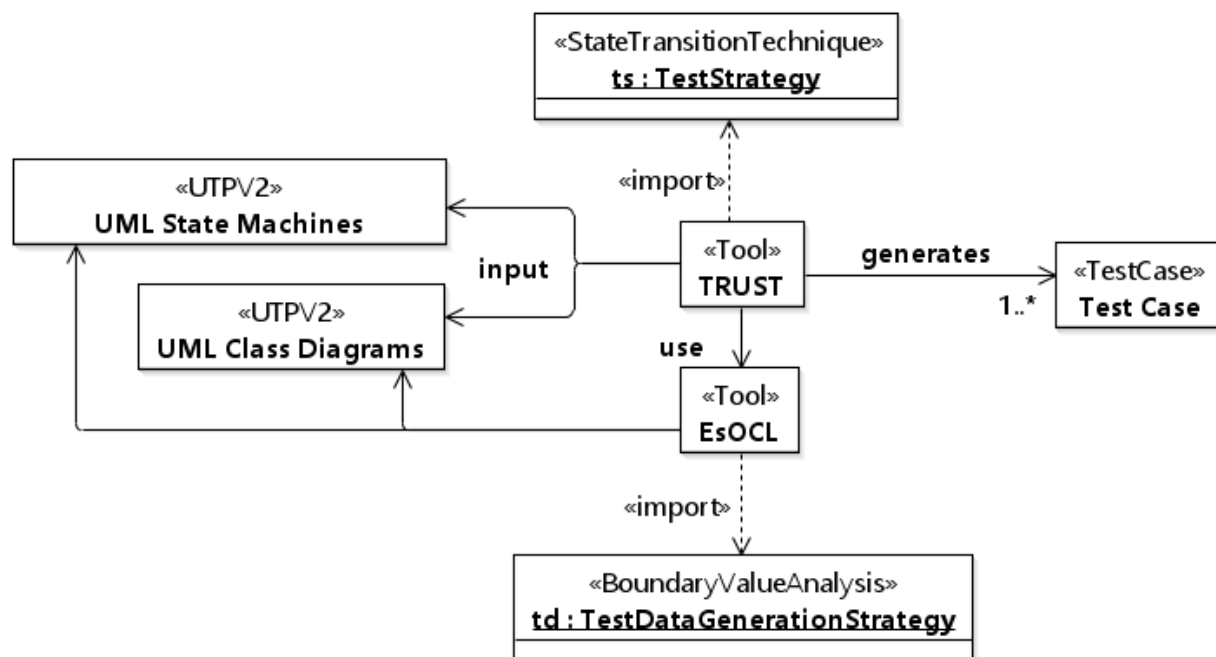 «StateTransitionTechnique»
ts : TestStrategy
«import»
«UTPV2»
UML State Machines
input
«UTPV2»
UML Class Diagrams
«Tool»
TRUST
generates
1..*
«TestCase»
Test Case
use
«Tool»
EsOCL
«import»
«BoundaryValueAnalysis»
td : TestDataGenerationStrategy